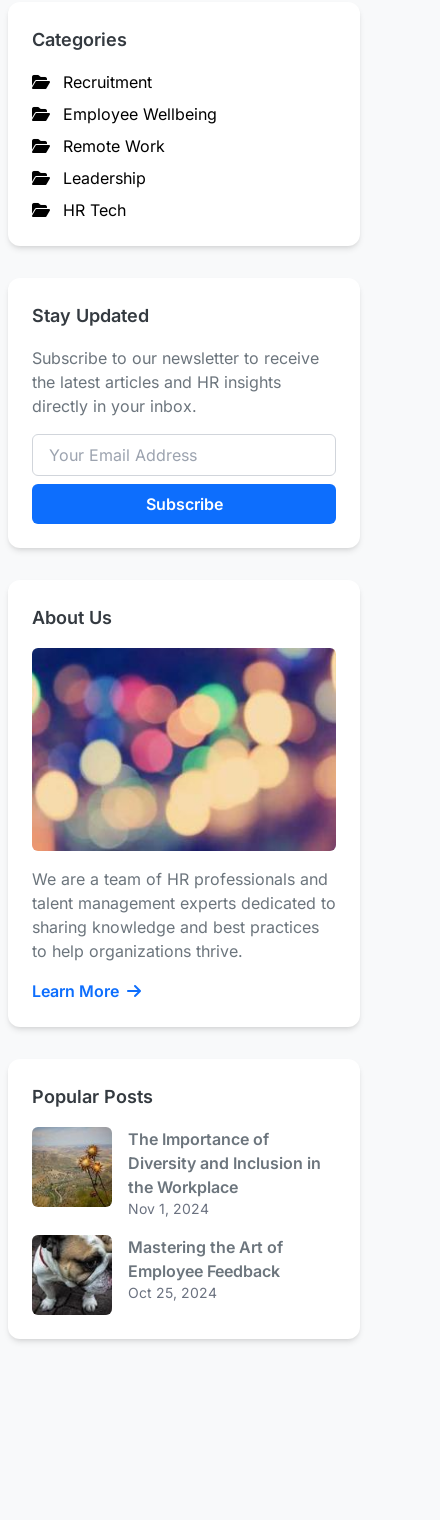 Categories
Recruitment
Employee Wellbeing
Remote Work
Leadership
HR Tech
Stay Updated
Subscribe to our newsletter to receive
the latest articles and HR insights
directly in your inbox.
Your Email Address
Subscribe
About Us
We are a team of HR professionals and
talent management experts dedicated to
sharing knowledge and best practices
to help organizations thrive.
Learn More
Popular Posts
The Importance of
Diversity and Inclusion in
the Workplace
Nov 1, 2024
Mastering the Art of
Employee Feedback
Oct 25, 2024